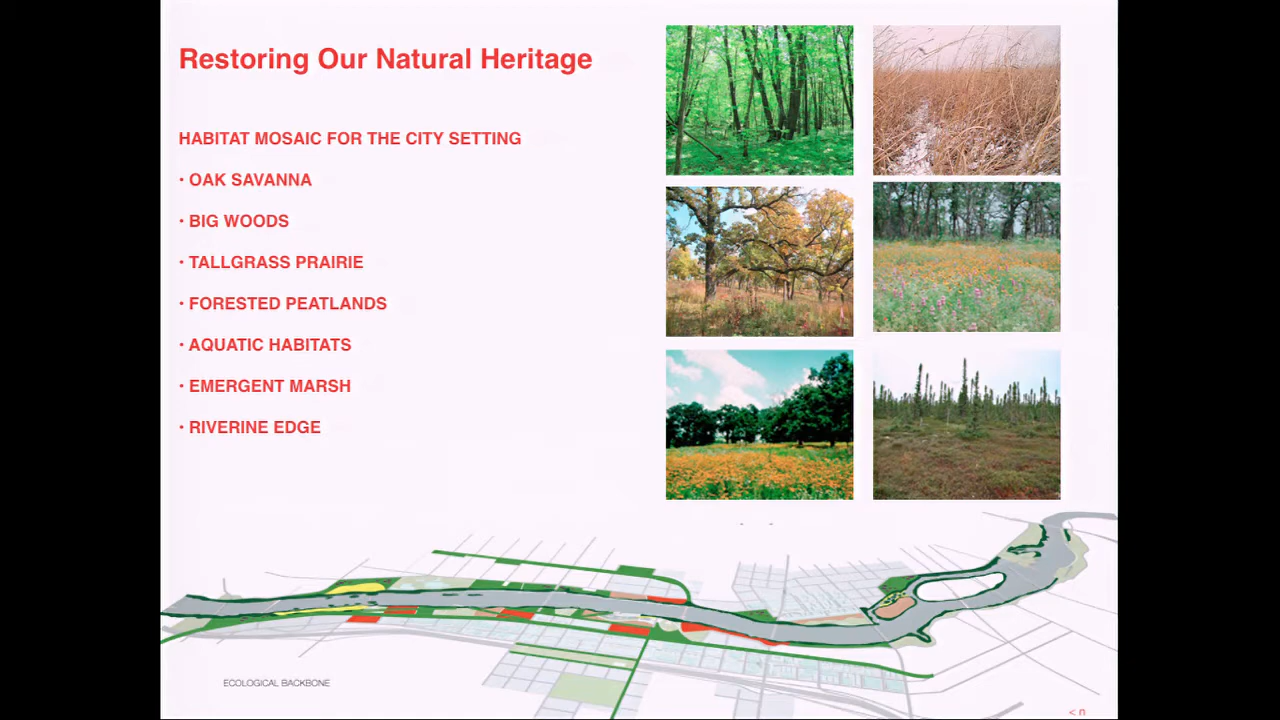 Restoring Our Natural Heritage
HABITAT MOSAIC FOR THE CITY SETTING
• OAK SAVANNA
• BIG WOODS
• TALLGRASS PRAIRIE
• FORESTED PEATLANDS
• AQUATIC HABITATS
• EMERGENT MARSH
• RIVERINE EDGE
ECOLOGICAL BACKBONE